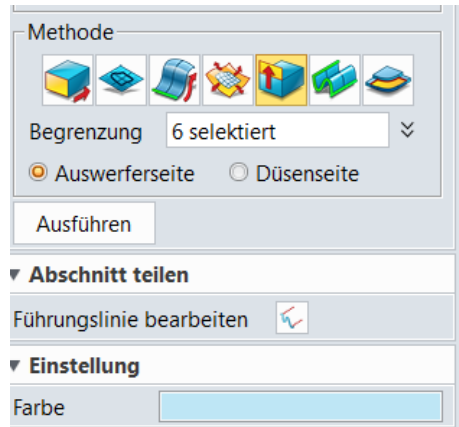 Methode
Begrenzung 6 selektiert
Auswerferseite Düsenseite
Ausführen
Abschnitt teilen
Führungslinie bearbeiten
Einstellung
Farbe